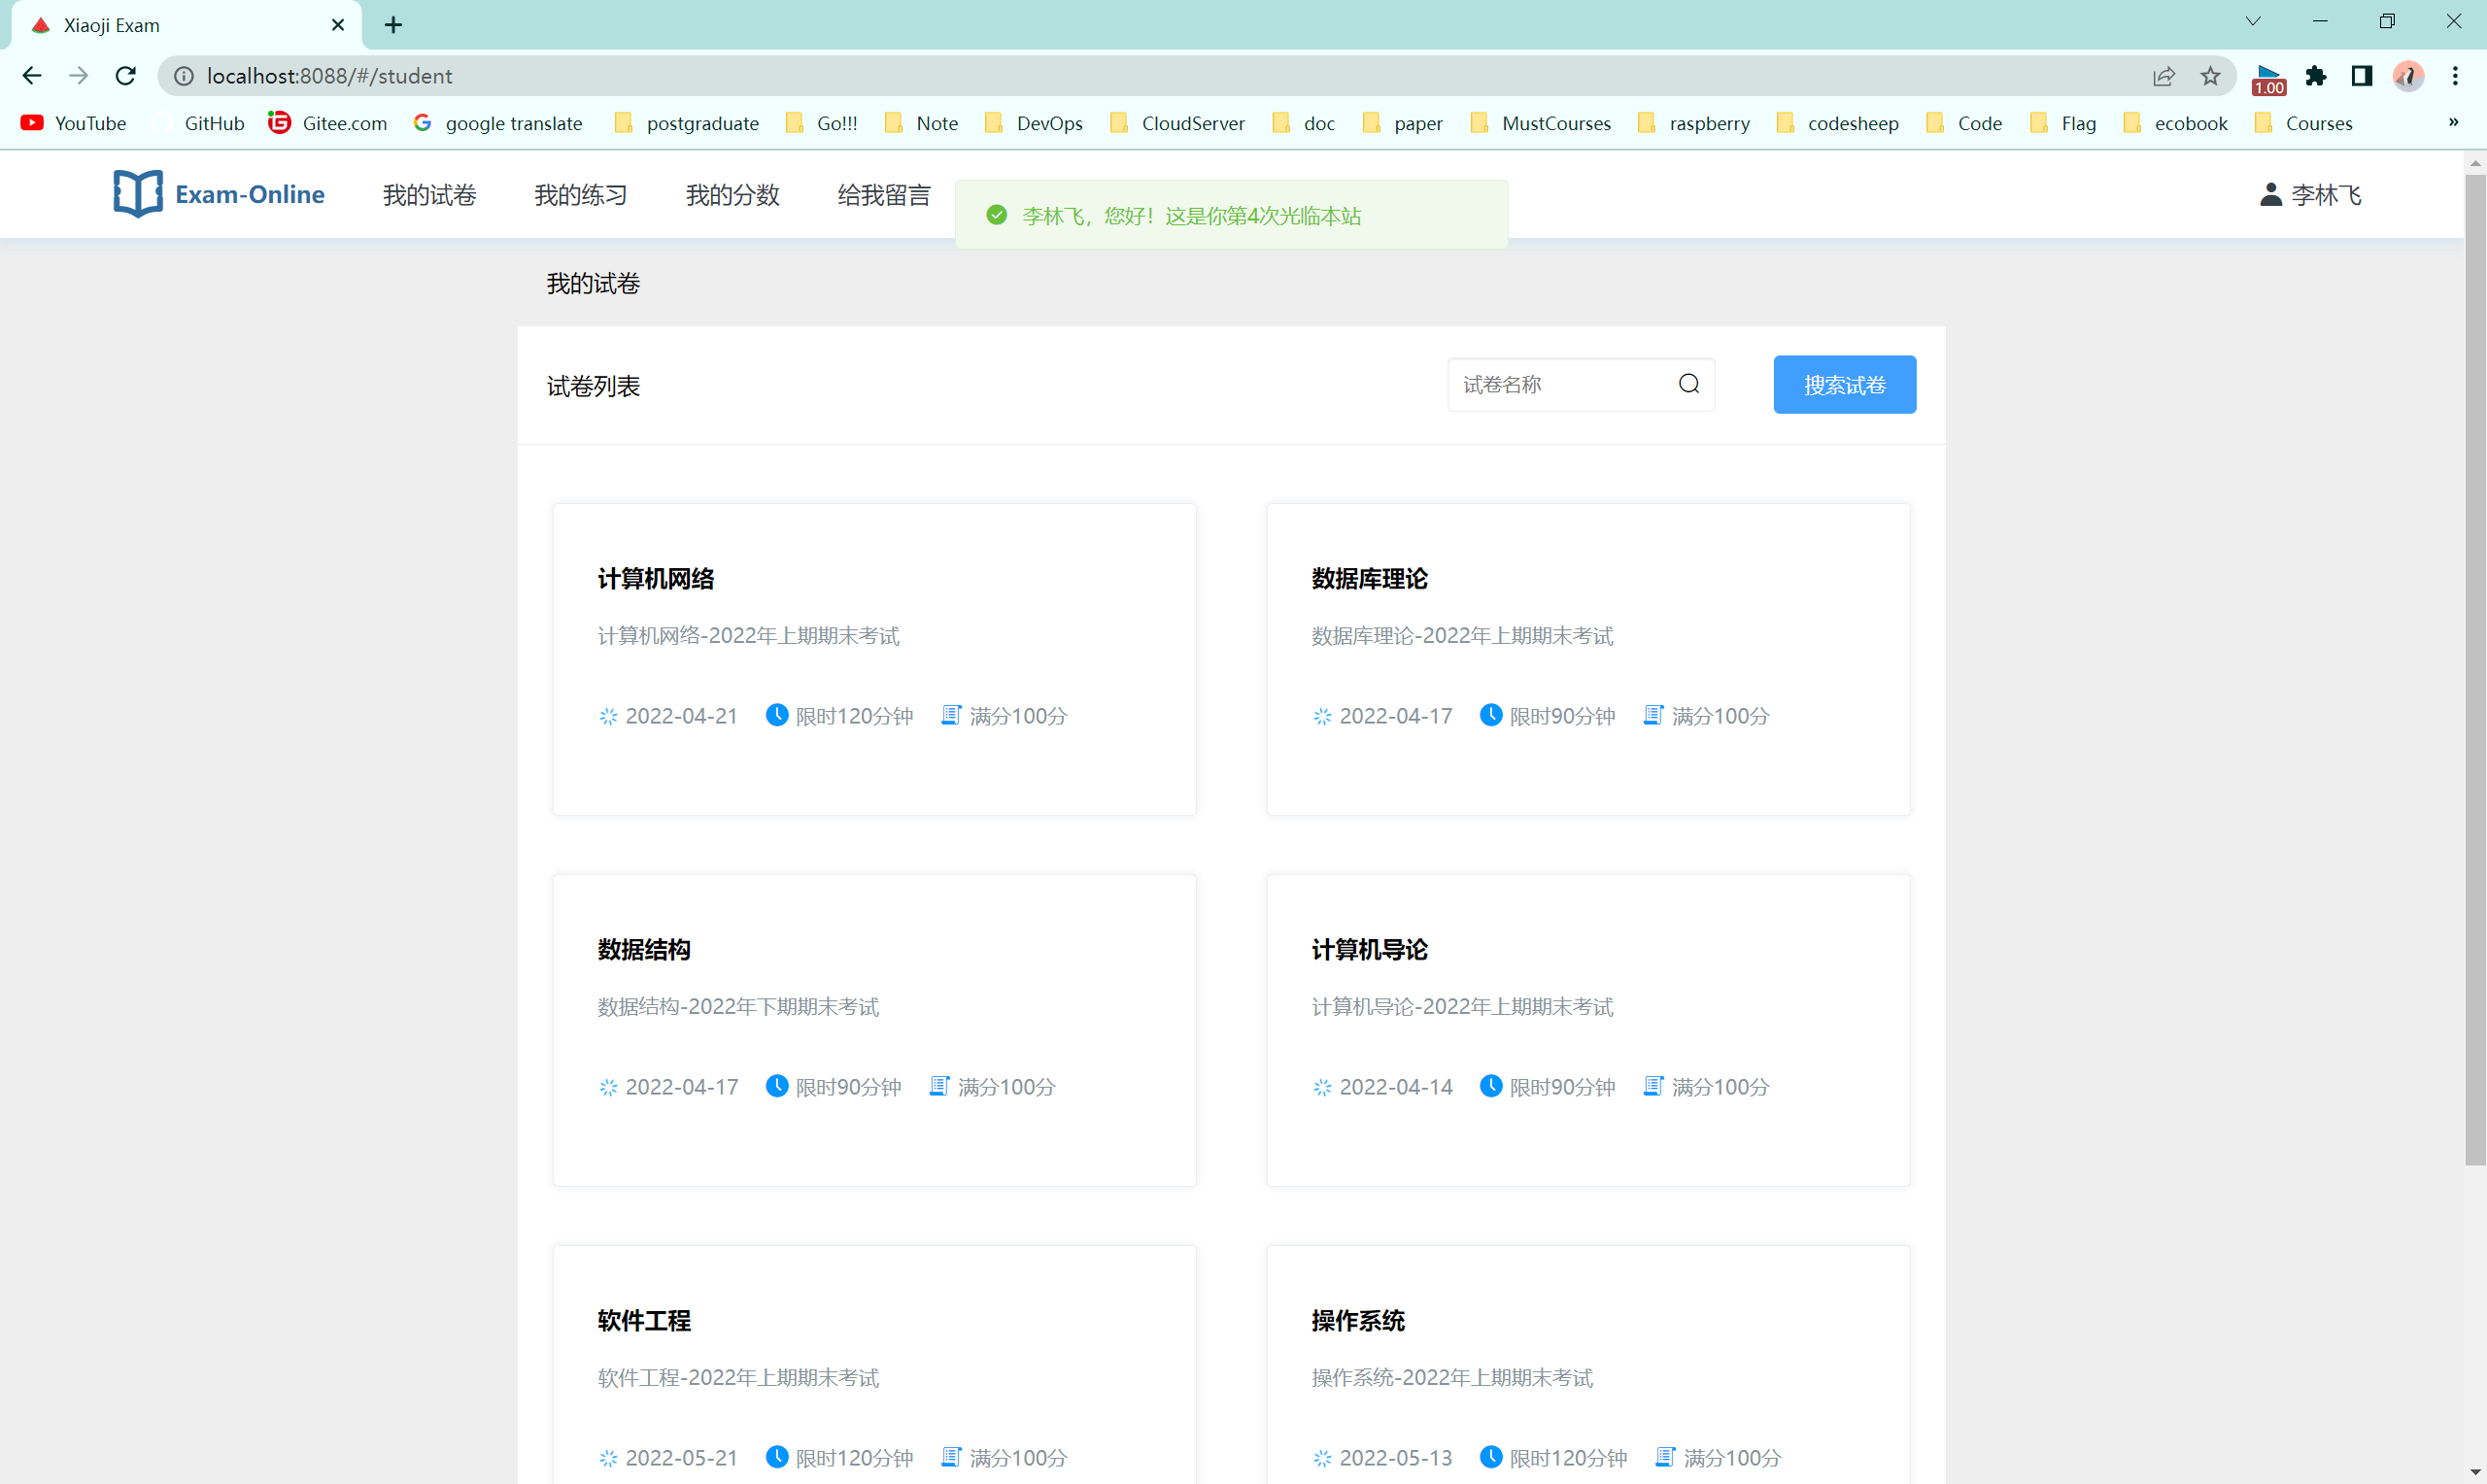 Xiaoji Exam
localhost:8088/#/student
1.00
YouTube GitHub Gitee.com google translate postgraduate Go!!! Note DevOps CloudServer doc paper MustCourses raspberry codesheep Code Flag ecobook Courses »
Exam-Online 我的试卷 我的练习 我的分数 给我留言 李林飞
李林飞，您好！这是你第4次光临本站
我的试卷
试卷列表 试卷名称 搜索试卷
计算机网络
计算机网络-2022年上期期末考试
2022-04-21 限时120分钟 满分100分
数据库理论
数据库理论-2022年上期期末考试
2022-04-17 限时90分钟 满分100分
数据结构
数据结构-2022年下期期末考试
2022-04-17 限时90分钟 满分100分
计算机导论
计算机导论-2022年上期期末考试
2022-04-14 限时90分钟 满分100分
软件工程
软件工程-2022年上期期末考试
2022-05-21 限时120分钟 满分100分
操作系统
操作系统-2022年上期期末考试
2022-05-13 限时120分钟 满分100分